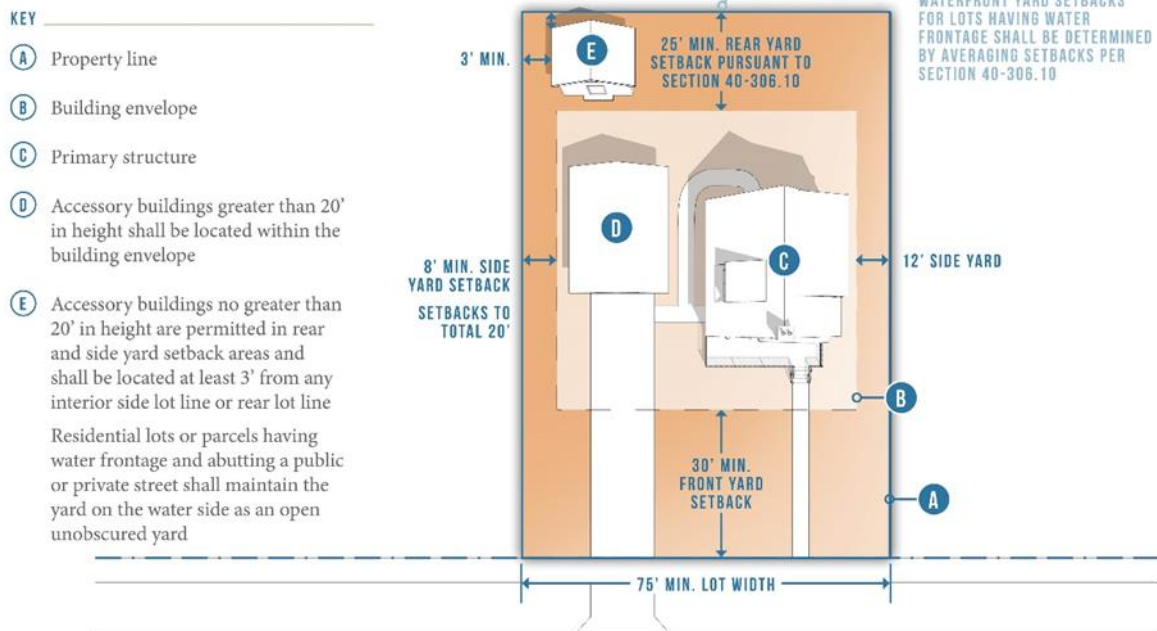 KEY
A Property line
B Building envelope
C Primary structure
D Accessory buildings greater than 20’
in height shall be located within the
building envelope
E Accessory buildings no greater than
20’ in height are permitted in rear
and side yard setback areas and
shall be located at least 3’ from any
interior side lot line or rear lot line
Residential lots or parcels having
water frontage and abutting a public
or private street shall maintain the
yard on the water side as an open
unobscured yard
3’ MIN.
E
25’ MIN. REAR YARD
SETBACK PURSUANT TO
SECTION 40-306.10
WATERFRONT YARD SETBACKS
FOR LOTS HAVING WATER
FRONTAGE SHALL BE DETERMINED
BY AVERAGING SETBACKS PER
SECTION 40-306.10
D
C
8’ MIN. SIDE
YARD SETBACK
SETBACKS TO
TOTAL 20’
12’ SIDE YARD
B
30’ MIN.
FRONT YARD
SETBACK
A
75’ MIN. LOT WIDTH